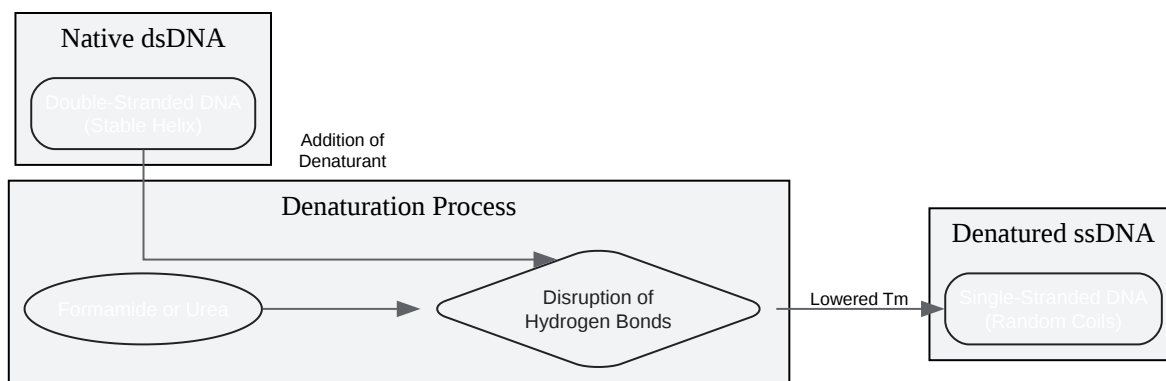 Native dsDNA
Double-Stranded DNA
(Stable Helix)
Addition of
Denaturant
Denaturation Process
Formamide or Urea
Disruption of
Hydrogen Bonds
Lowered Tm
Denatured ssDNA
Single-Stranded DNA
(Random Coils)